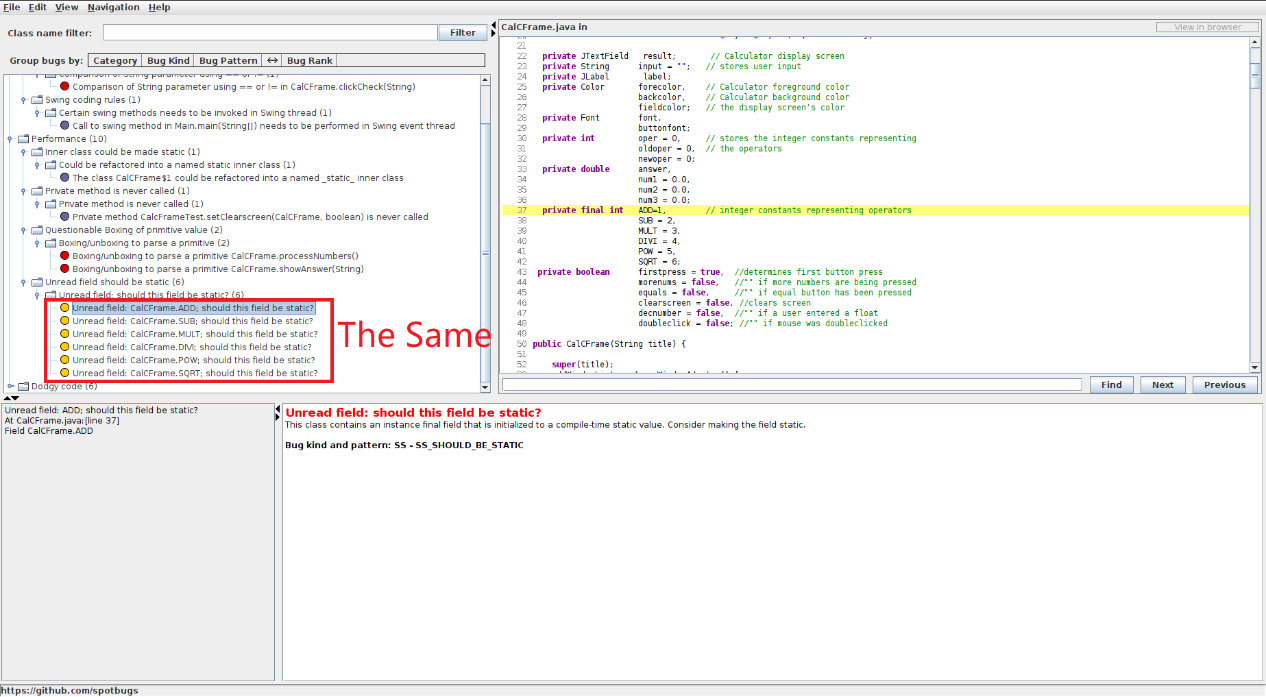 File Edit View Navigation Help
Class name filter:
Filter
Group bugs by: Category Bug Kind Bug Pattern ↔ Bug Rank
Comparison of String parameter using == or != (1)
Comparison of String parameter using == or != in CalCFrame.clickCheck(String)
Swing coding rules (1)
Certain swing methods needs to be invoked in Swing thread (1)
Call to swing method in Main.main(String[]) needs to be performed in Swing event thread
Performance (10)
Inner class could be made static (1)
Could be refactored into a named static inner class (1)
The class CalCFrame$1 could be refactored into a named _static_ inner class
Private method is never called (1)
Private method is never called (1)
Private method CalcFrameTest.setClearscreen(CalCFrame, boolean) is never called
Questionable Boxing of primitive value (2)
Boxing/unboxing to parse a primitive (2)
Boxing/unboxing to parse a primitive CalCFrame.processNumbers()
Boxing/unboxing to parse a primitive CalCFrame.showAnswer(String)
Unread field should be static (6)
Unread field: should this field be static? (6)
Unread field: CalCFrame.ADD; should this field be static?
Unread field: CalCFrame.SUB; should this field be static?
Unread field: CalCFrame.MULT; should this field be static?
Unread field: CalCFrame.DIVI; should this field be static?
Unread field: CalCFrame.POW; should this field be static?
Unread field: CalCFrame.SQRT; should this field be static?
The Same
Dodgy code (6)
CalCFrame.java in
View in browser
21
22 private JTextField result; // Calculator display screen
23 private String input = ""; // stores user input
24 private JLabel label;
25 private Color forecolor, // Calculator foreground color
26 backcolor, // Calculator background color
27 fieldcolor; // the display screen's color
28 private Font font,
29 buttonfont;
30 private int oper = 0, // stores the integer constants representing
31 oldoper = 0, // the operators
32 newoper = 0;
33 private double answer,
34 num1 = 0.0,
35 num2 = 0.0,
36 num3 = 0.0;
37 private final int ADD=1, // integer constants representing operators
38 SUB = 2,
39 MULT = 3,
40 DIVI = 4,
41 POW = 5,
42 SQRT = 6;
43 private boolean firstpress = true, //determines first button press
44 morenums = false, //"" if more numbers are being pressed
45 equals = false, //"" if equal button has been pressed
46 clearscreen = false, //clears screen
47 decnumber = false, //"" if a user entered a float
48 doubleclick = false; //"" if mouse was doubleclicked
49
50 public CalCFrame(String title) {
51
52 super(title);
Find Next Previous
Unread field: ADD; should this field be static?
At CalCFrame.java:[line 37]
Field CalCFrame.ADD
Unread field: should this field be static?
This class contains an instance final field that is initialized to a compile-time static value. Consider making the field static.
Bug kind and pattern: SS - SS_SHOULD_BE_STATIC
https://github.com/spotbugs